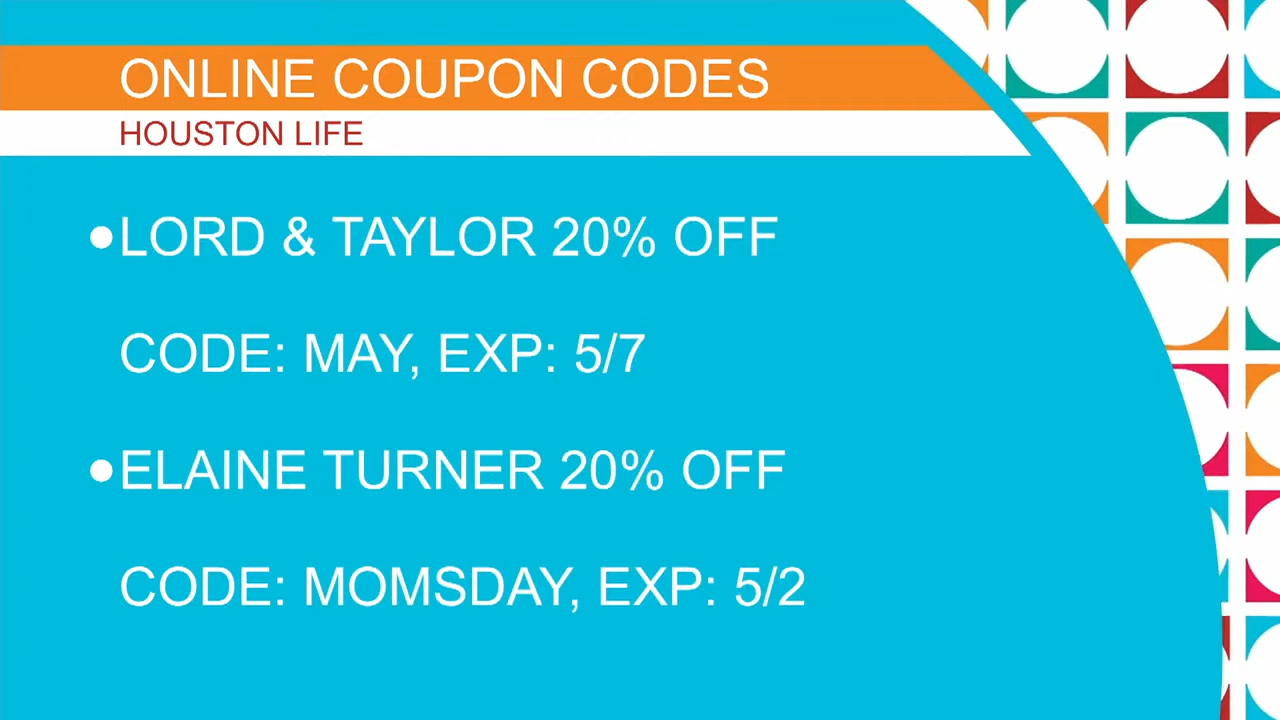 ONLINE COUPON CODES
HOUSTON LIFE
•LORD & TAYLOR 20% OFF
CODE: MAY, EXP: 5/7
•ELAINE TURNER 20% OFF
CODE: MOMSDAY, EXP: 5/2